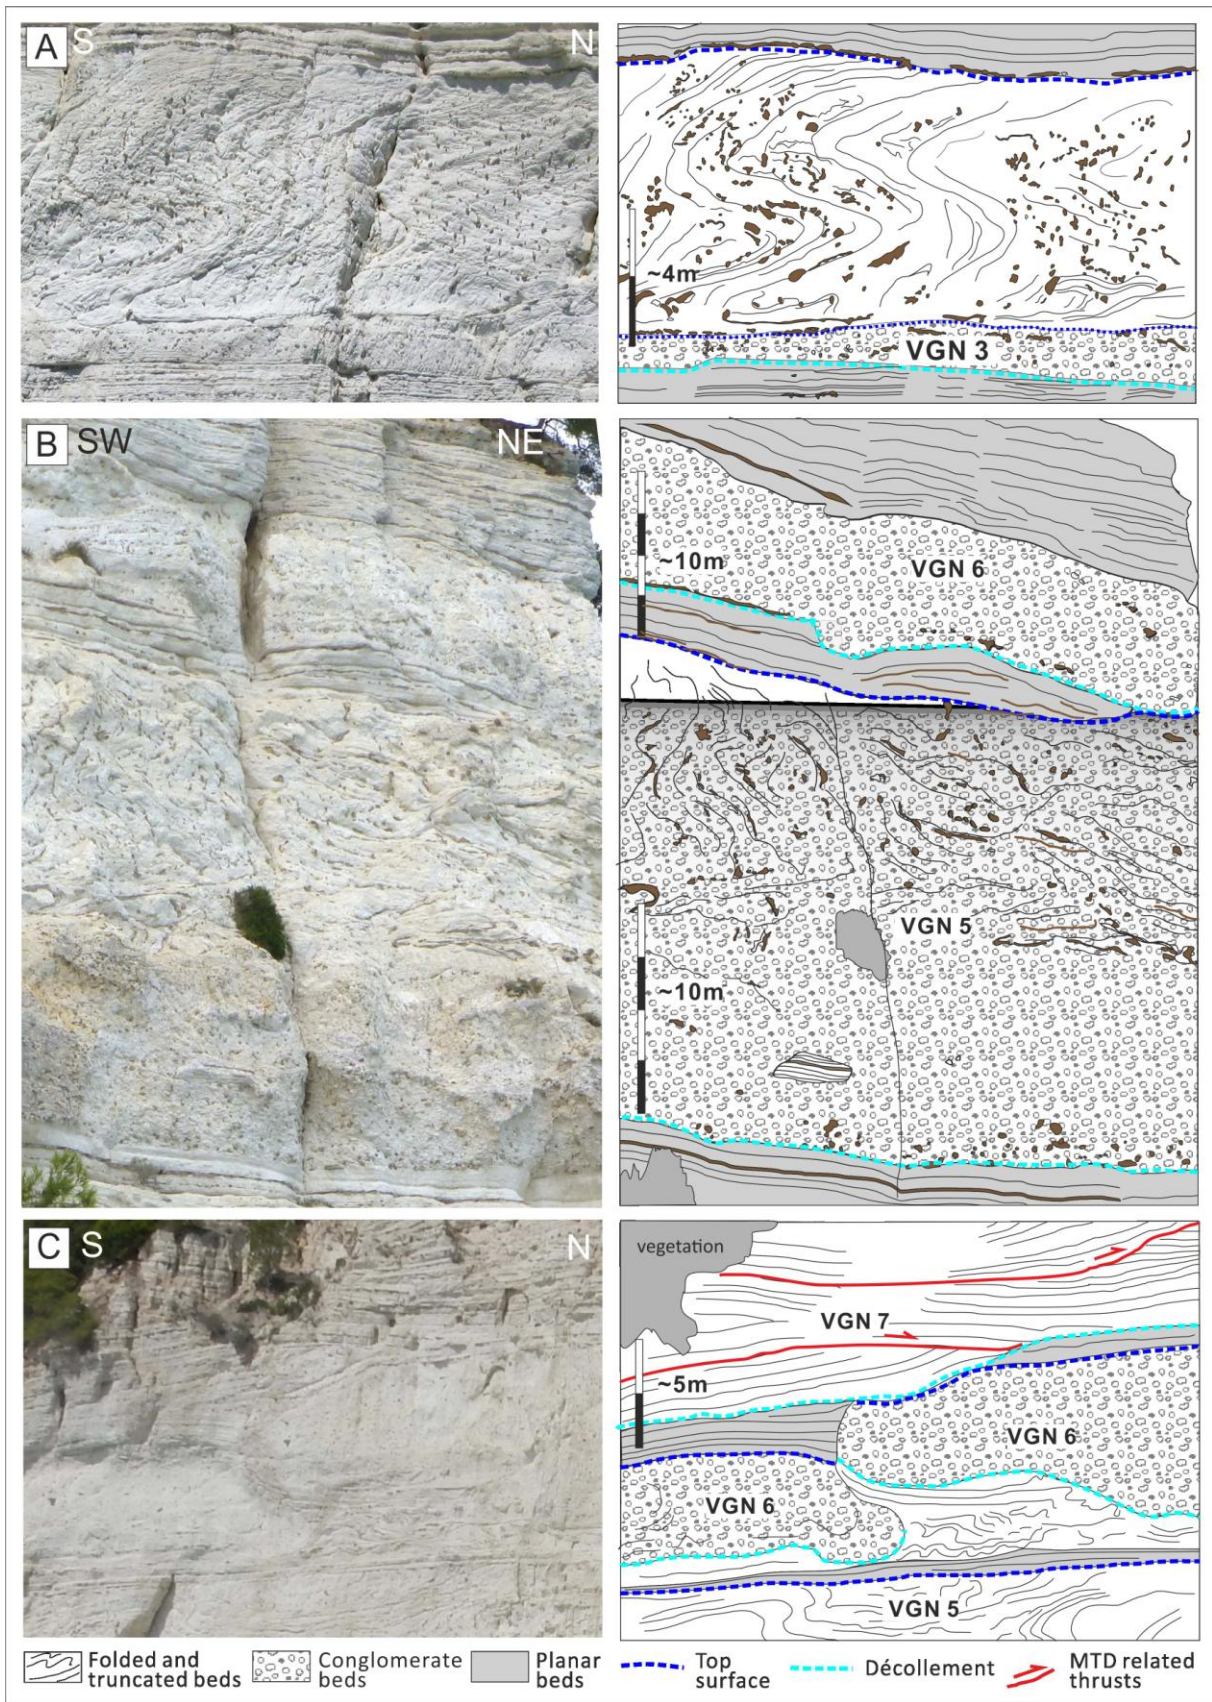 A S N
~4m
VGN 3
B SW NE
VGN 6
~10m
VGN 5
~10m
C S N
vegetation
VGN 7
~5m
VGN 6
VGN 6
VGN 5
Folded and
truncated beds
Conglomerate
beds
Planar
beds
Top
surface
Décollement
MTD related
thrusts